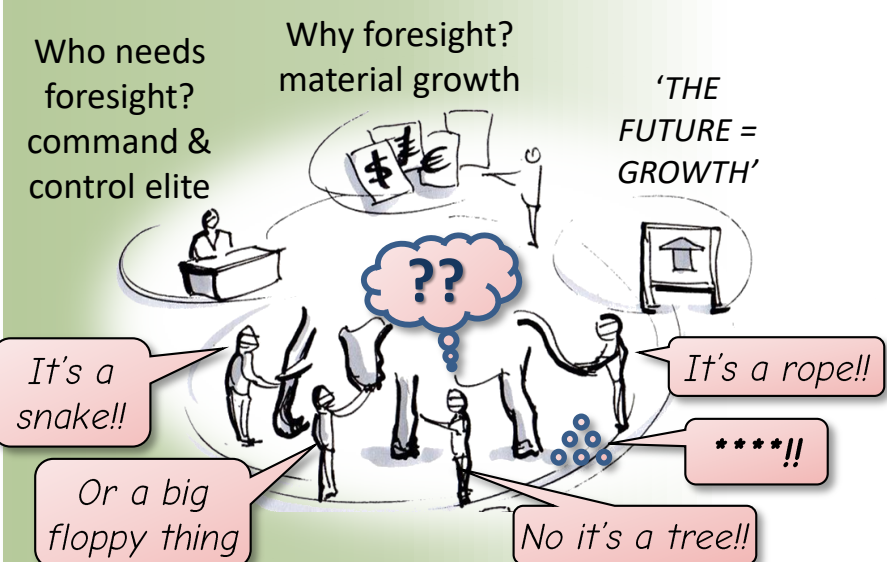 Who needs
foresight?
command &
control elite
Why foresight?
material growth
‘THE
FUTURE =
GROWTH’
$ £ €
??
It's a
snake!!
Or a big
floppy thing
No it's a tree!!
It's a rope!!
****!!